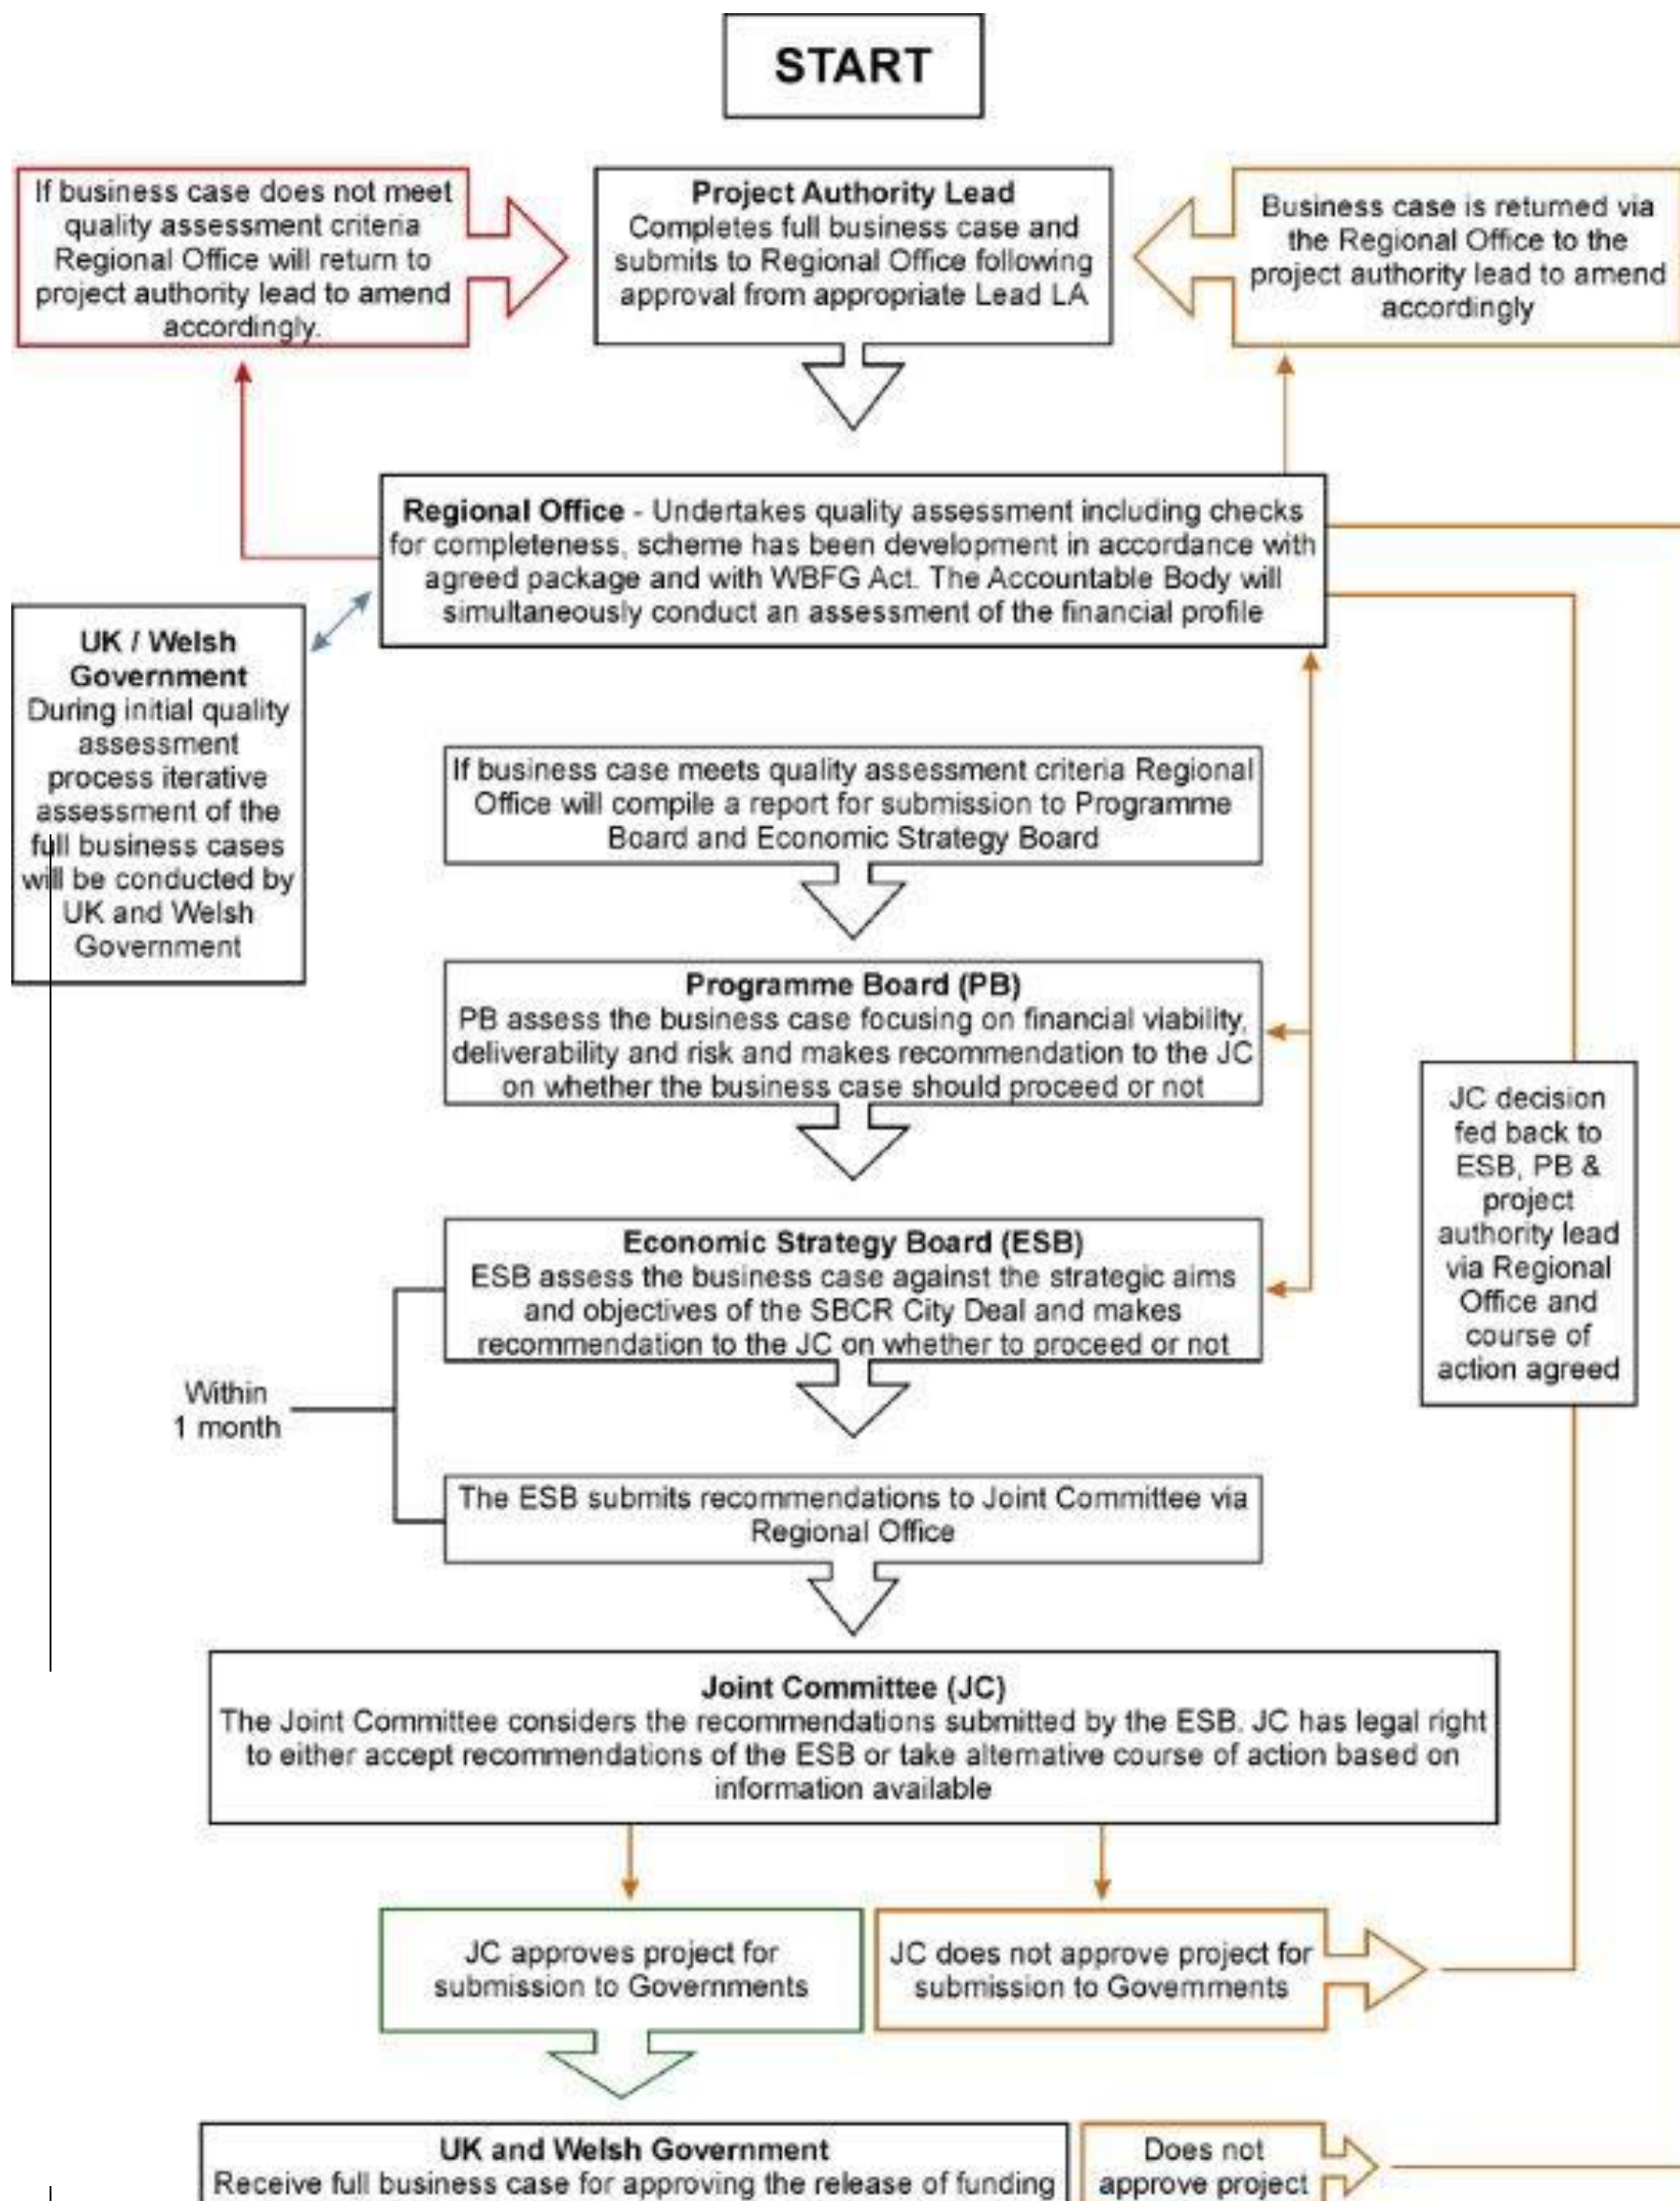 START
If business case does not meet
quality assessment criteria
Regional Office will return to
project authority lead to amend
accordingly.
Project Authority Lead
Completes full business case and
submits to Regional Office following
approval from appropriate Lead LA
Business case is returned via
the Regional Office to the
project authority lead to amend
accordingly
Regional Office - Undertakes quality assessment including checks
for completeness, scheme has been development in accordance with
agreed package and with WBFG Act. The Accountable Body will
simultaneously conduct an assessment of the financial profile
UK / Welsh
Government
During initial quality
assessment
process iterative
assessment of the
full business cases
will be conducted by
UK and Welsh
Government
If business case meets quality assessment criteria Regional
Office will compile a report for submission to Programme
Board and Economic Strategy Board
Programme Board (PB)
PB assess the business case focusing on financial viability,
deliverability and risk and makes recommendation to the JC
on whether the business case should proceed or not
JC decision
fed back to
ESB, PB &
project
authority lead
via Regional
Office and
course of
action agreed
Economic Strategy Board (ESB)
ESB assess the business case against the strategic aims
and objectives of the SBCR City Deal and makes
recommendation to the JC on whether to proceed or not
Within
1 month
The ESB submits recommendations to Joint Committee via
Regional Office
Joint Committee (JC)
The Joint Committee considers the recommendations submitted by the ESB. JC has legal right
to either accept recommendations of the ESB or take alternative course of action based on
information available
JC approves project for
submission to Governments
JC does not approve project for
submission to Governments
UK and Welsh Government
Receive full business case for approving the release of funding
Does not
approve project